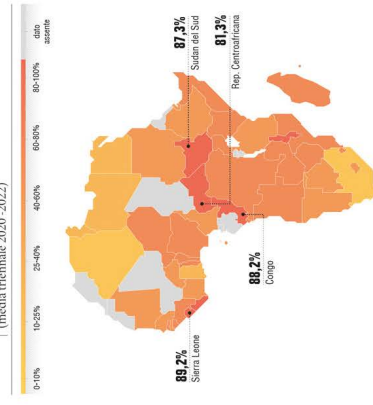 (media triennale 2020-2022)
0-10%
10-25%
25-40%
40-60%
60-80%
80-100%
dato
assente
87,3%
Sudan del Sud
81,3%
Rep. Centroafricana
89,2%
Sierra Leone
88,2%
Congo